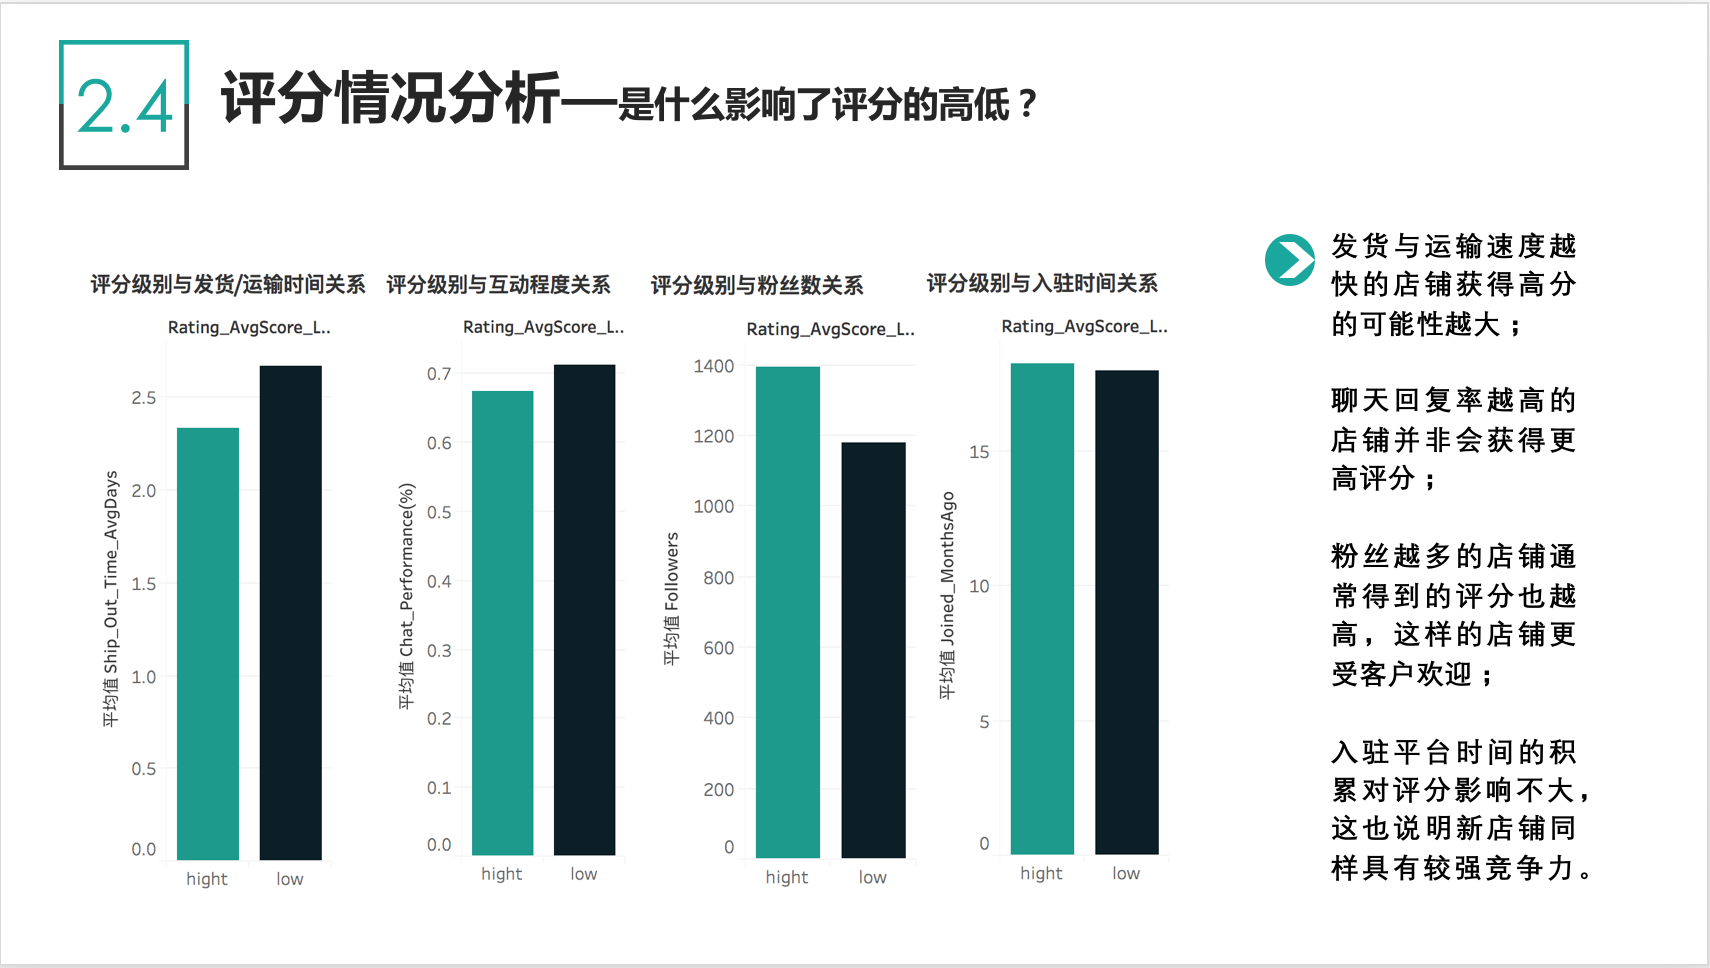 2.4
评分情况分析——是什么影响了评分的高低？
评分级别与发货/运输时间关系
Rating_AvgScore_L..
平均值 Ship_Out_Time_AvgDays
2.5
2.0
1.5
1.0
0.5
0.0
hight
low
评分级别与互动程度关系
Rating_AvgScore_L..
平均值 Chat_Performance(%)
0.7
0.6
0.5
0.4
0.3
0.2
0.1
0.0
hight
low
评分级别与粉丝数关系
Rating_AvgScore_L..
平均值 Followers
1400
1200
1000
800
600
400
200
0
hight
low
评分级别与入驻时间关系
Rating_AvgScore_L..
平均值 Joined_MonthsAgo
15
10
5
0
hight
low
发货与运输速度越
快的店铺获得高分
的可能性越大；
聊天回复率越高的
店铺并非会获得更
高评分；
粉丝越多的店铺通
常得到的评分也越
高，这样的店铺更
受客户欢迎；
入驻平台时间的积
累对评分影响不大，
这也说明新店铺同
样具有较强竞争力。